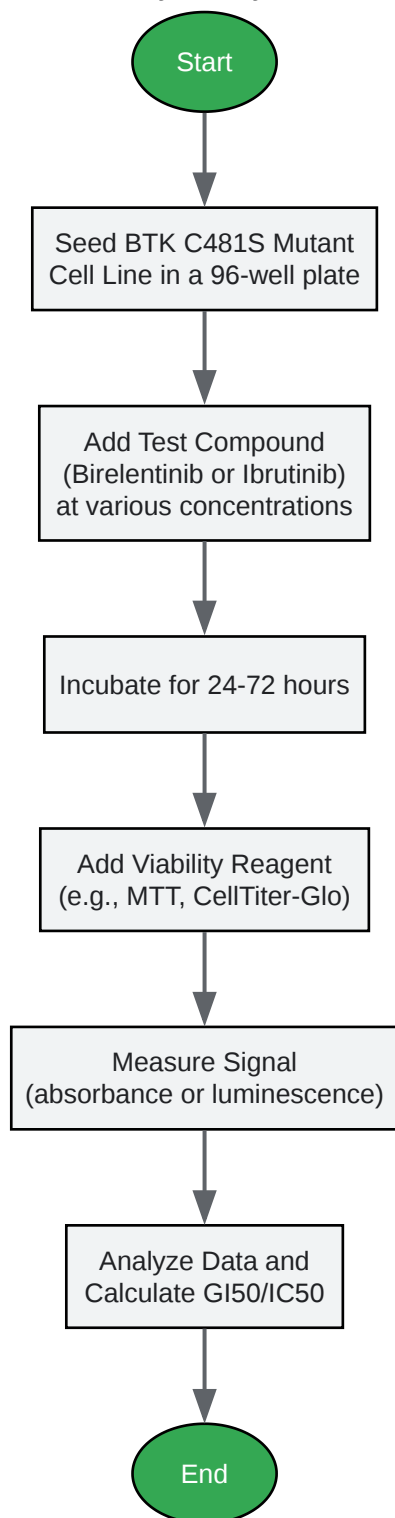 Start
Seed BTK C481S Mutant
Cell Line in a 96-well plate
Add Test Compound
(Birelentinib or Ibrutinib)
at various concentrations
Incubate for 24-72 hours
Add Viability Reagent
(e.g., MTT, CellTiter-Glo)
Measure Signal
(absorbance or luminescence)
Analyze Data and
Calculate GI50/IC50
End